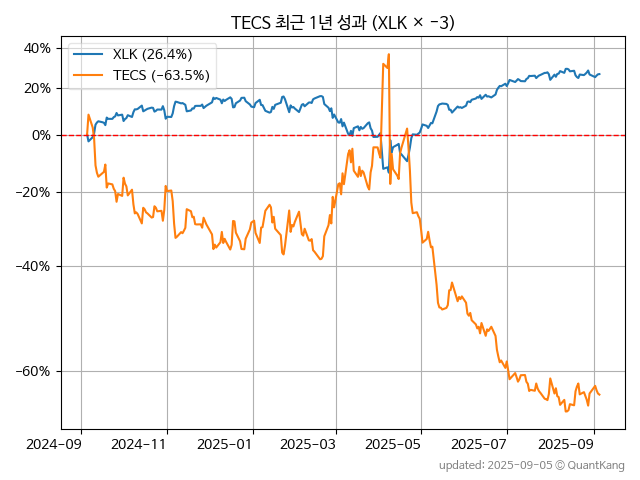 TECS 최근 1년 성과 (XLK × −3)
XLK (26.4%)
TECS (−63.5%)
40%
20%
0%
−20%
−40%
−60%
2024-09 2024-11 2025-01 2025-03 2025-05 2025-07 2025-09
updated: 2025-09-05 © QuantKang